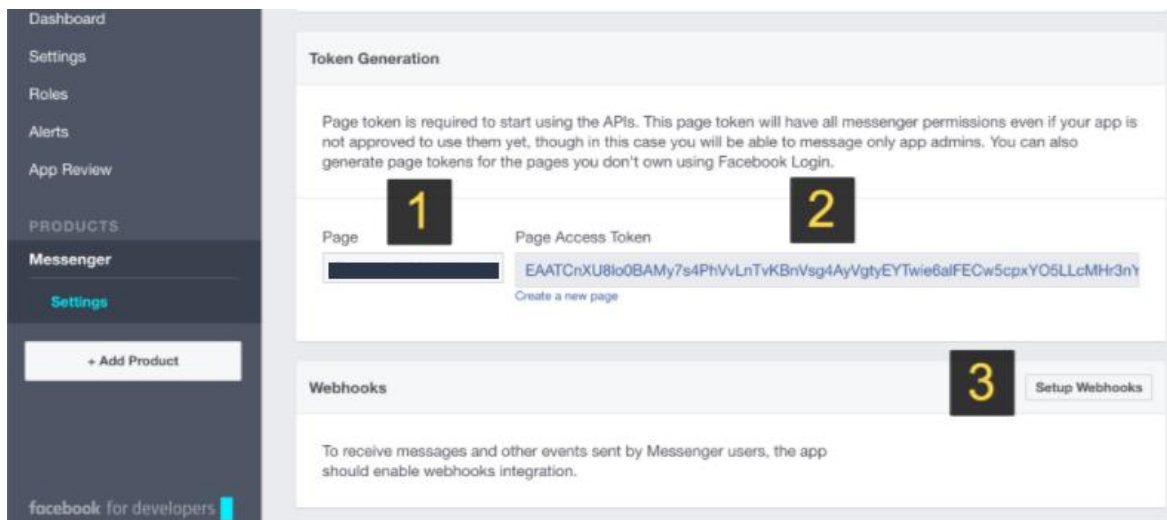 Dashboard
Settings
Roles
Alerts
App Review
PRODUCTS
Messenger
Settings
+ Add Product
facebook for developers
Token Generation
Page token is required to start using the APIs. This page token will have all messenger permissions even if your app is
not approved to use them yet, though in this case you will be able to message only app admins. You can also
generate page tokens for the pages you don't own using Facebook Login.
1
2
Page
Page Access Token
EAATCnXU8lo0BAMy7s4PhVvLnTvKBnVsg4AyVgtyEYTwie6alFECw5cpxYO5LLcMHr3nY
Create a new page
Webhooks
3
Setup Webhooks
To receive messages and other events sent by Messenger users, the app
should enable webhooks integration.